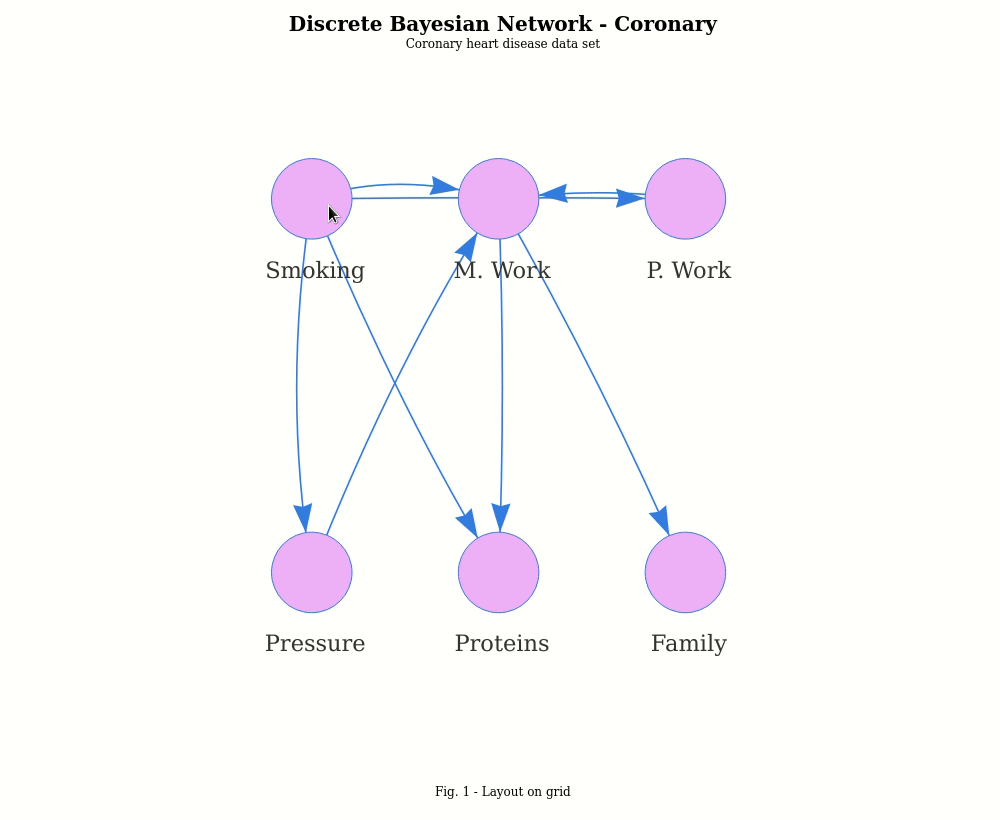 Discrete Bayesian Network - Coronary
Coronary heart disease data set
Smoking
M. Work
P. Work
Pressure
Proteins
Family
Fig. 1 - Layout on grid